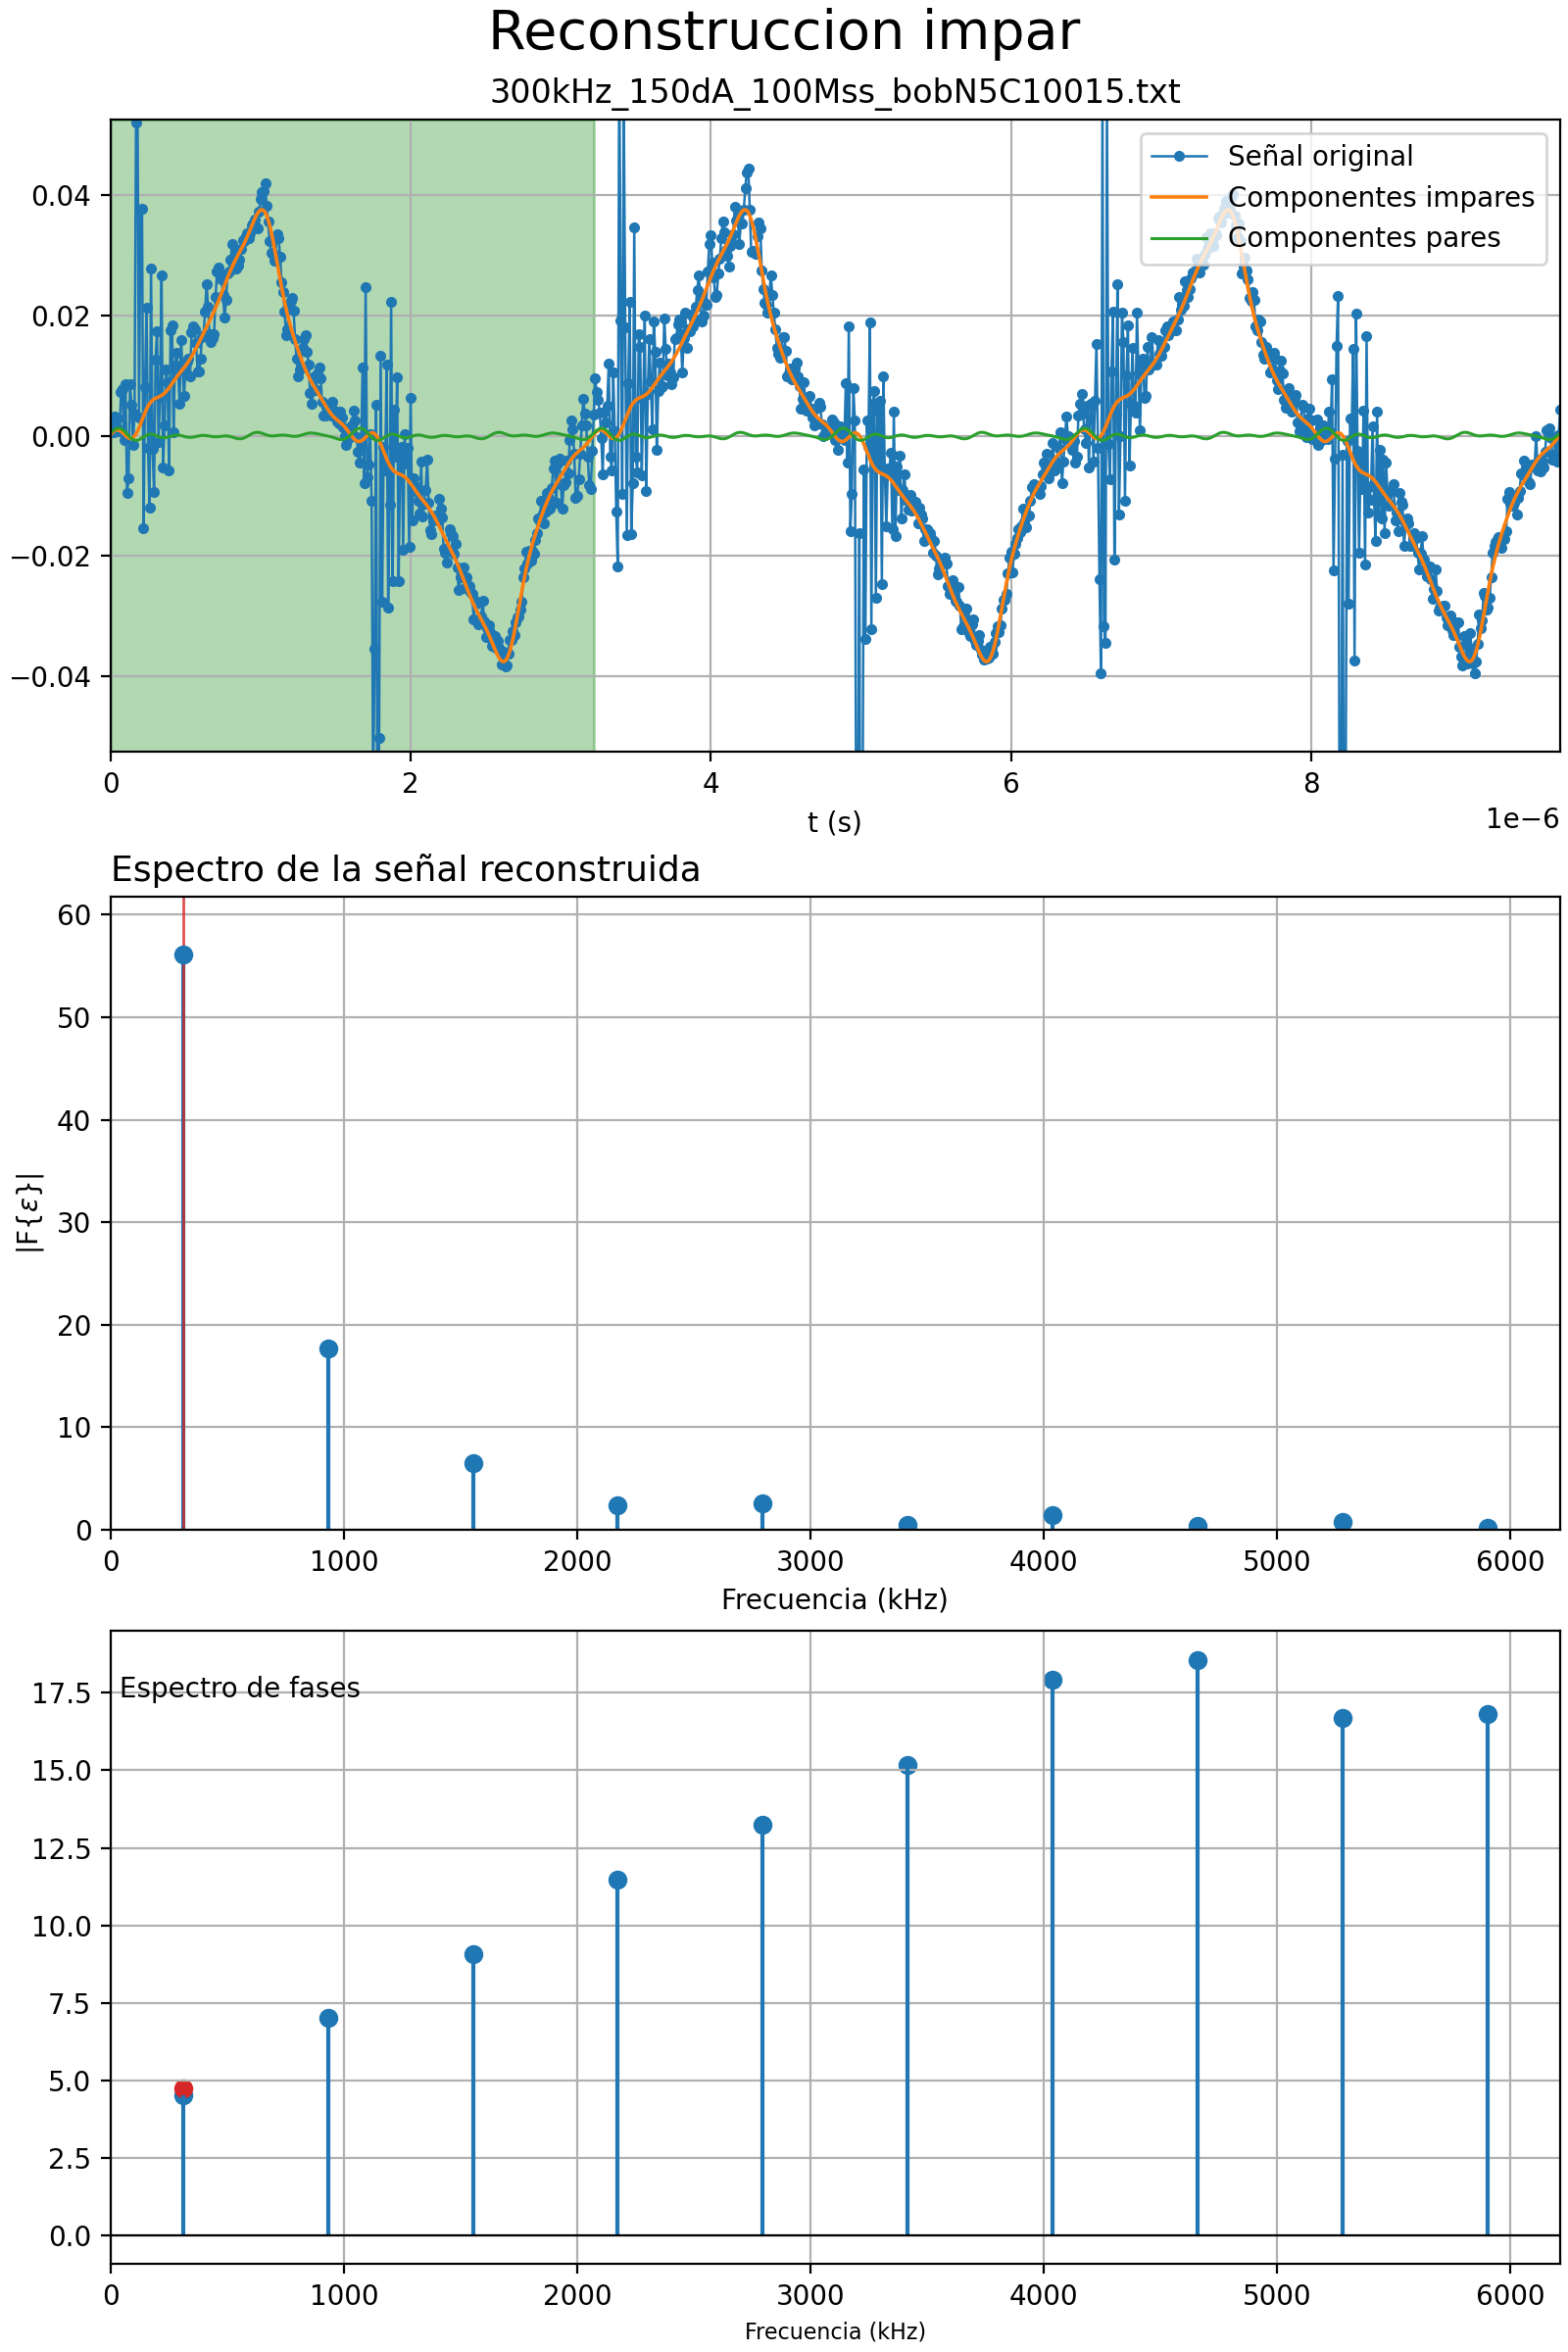 Reconstruccion impar
300kHz_150dA_100Mss_bobN5C10015.txt
Señal original
Componentes impares
Componentes pares
0.04
0.02
0.00
−0.02
−0.04
0 2 4 6 8
t (s)
1e−6
Espectro de la señal reconstruida
60
50
40
30
20
10
0
|F{ε}|
0 1000 2000 3000 4000 5000 6000
Frecuencia (kHz)
Espectro de fases
17.5
15.0
12.5
10.0
7.5
5.0
2.5
0.0
0 1000 2000 3000 4000 5000 6000
Frecuencia (kHz)